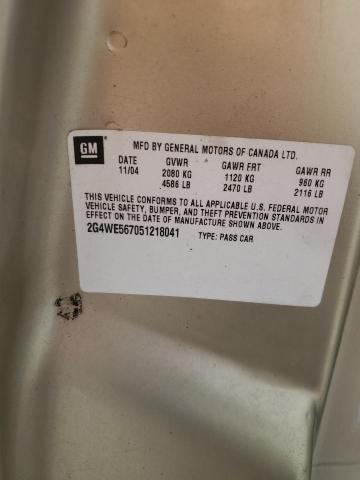 GM
MFD BY GENERAL MOTORS OF CANADA LTD.
DATE GVWR GAWR FRT GAWR RR
11/04 2080 KG 1120 KG 960 KG
4586 LB 2470 LB 2116 LB
THIS VEHICLE CONFORMS TO ALL APPLICABLE U.S. FEDERAL MOTOR
VEHICLE SAFETY, BUMPER, AND THEFT PREVENTION STANDARDS IN
EFFECT ON THE DATE OF MANUFACTURE SHOWN ABOVE.
2G4WE567051218041 TYPE: PASS CAR